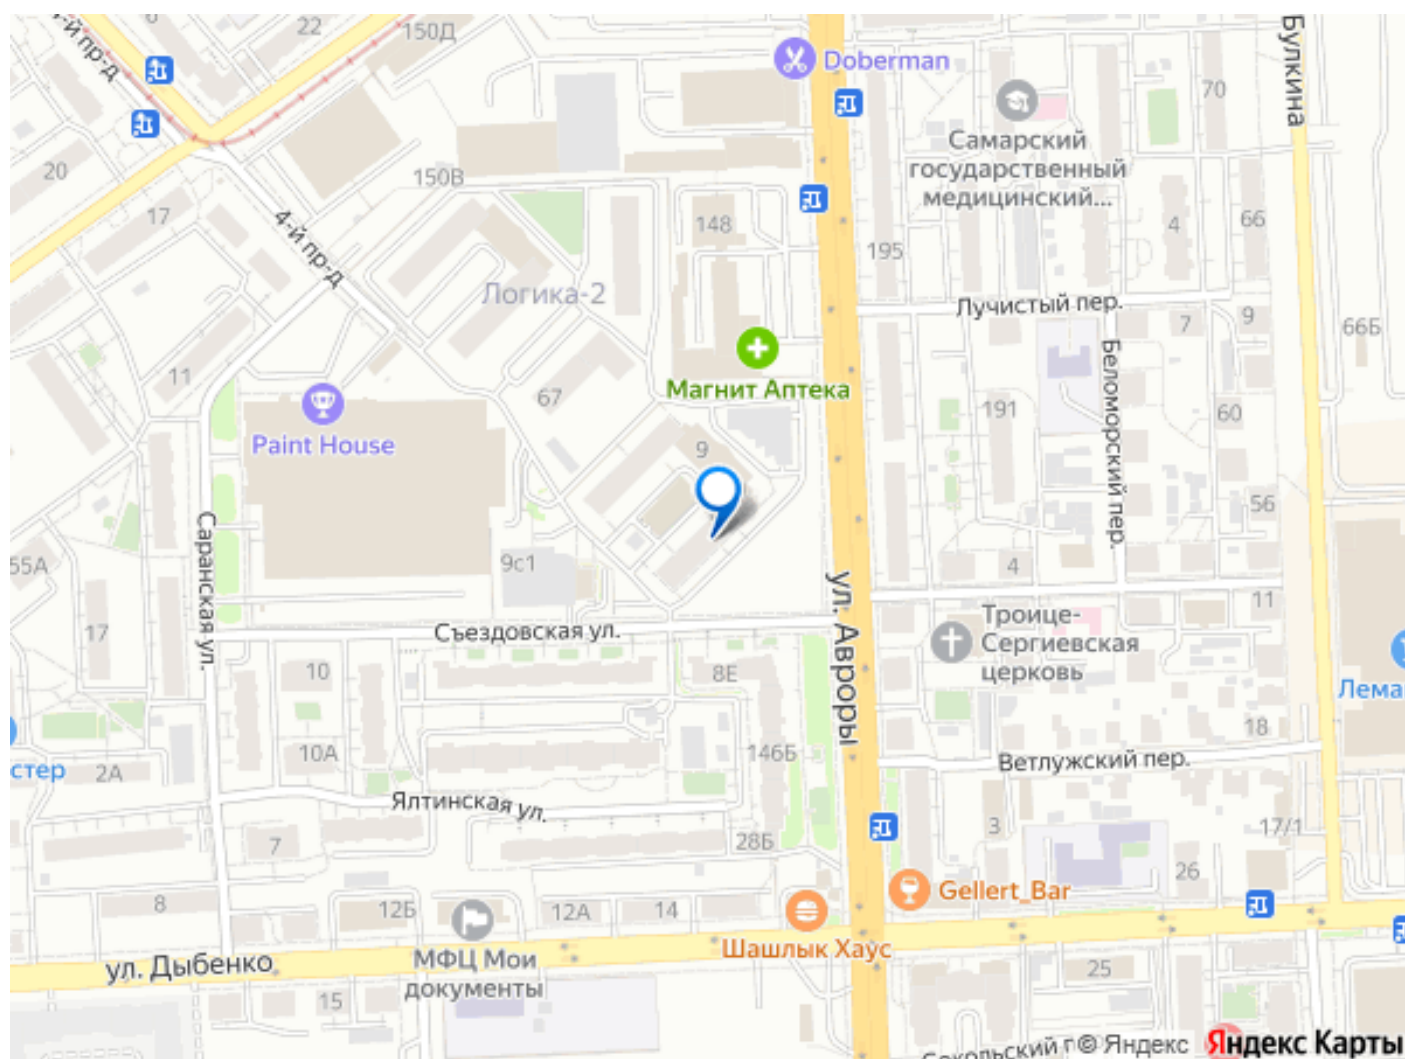 22
150Д
Doberman
Булкина
4-й пр-д
70
Самарский
государственный
медицинский...
20
150В
17
148
4
66
4-й пр-д
195
Логика-2
Лучистый пер.
7
9
66Б
Магнит Аптека
11
67
Paint House
191
Беломорский пер.
60
9
56
Саранская ул.
55А
9с1
4
ул. Авроры
11
Троице-
Сергиевская
церковь
17
Съездовская ул.
10
8Е
Лема
18
10А
146Б
стер
2А
Ветлужский пер.
Ялтинская ул.
3
17/1
7
28Б
26
Gellert_Bar
8
12Б
12А
14
Шашлык Хаус
ул. Дыбенко
МФЦ Мои
документы
25
15
Сокольский п
© Яндекс
Яндекс Карты